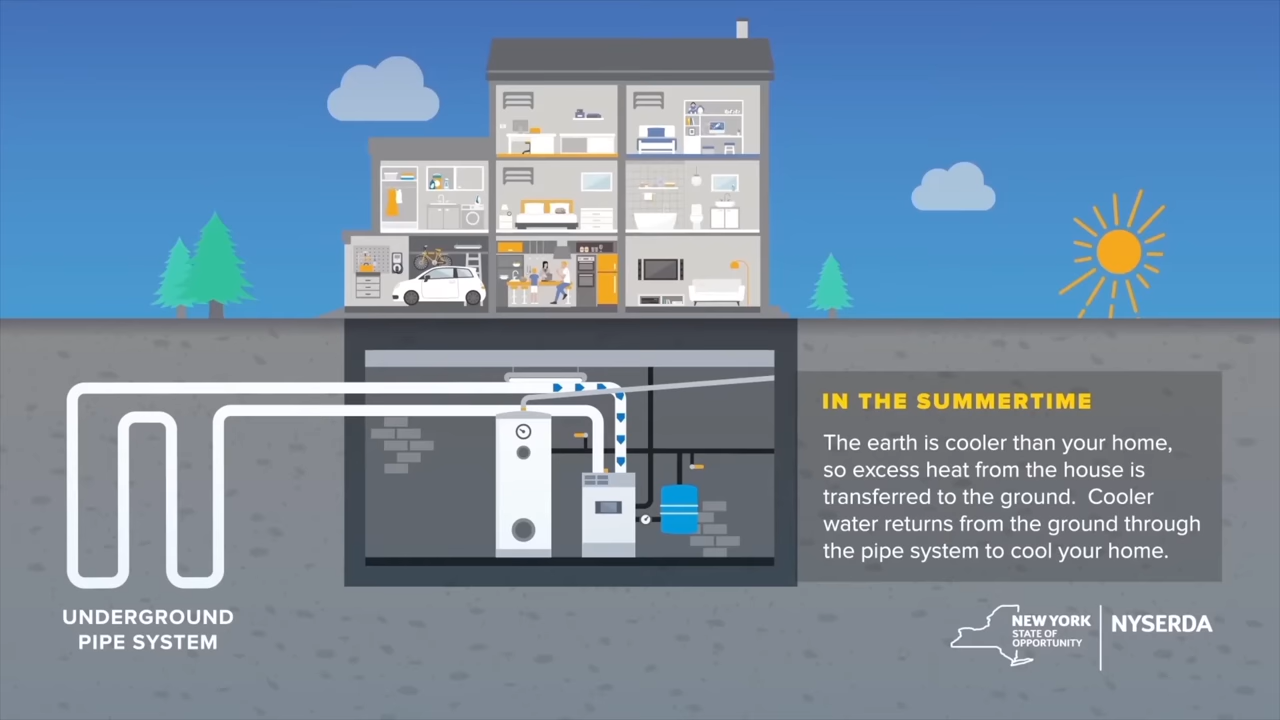 IN THE SUMMERTIME
The earth is cooler than your home,
so excess heat from the house is
transferred to the ground. Cooler
water returns from the ground through
the pipe system to cool your home.
UNDERGROUND
PIPE SYSTEM
NEW YORK
STATE OF
OPPORTUNITY
NYSERDA